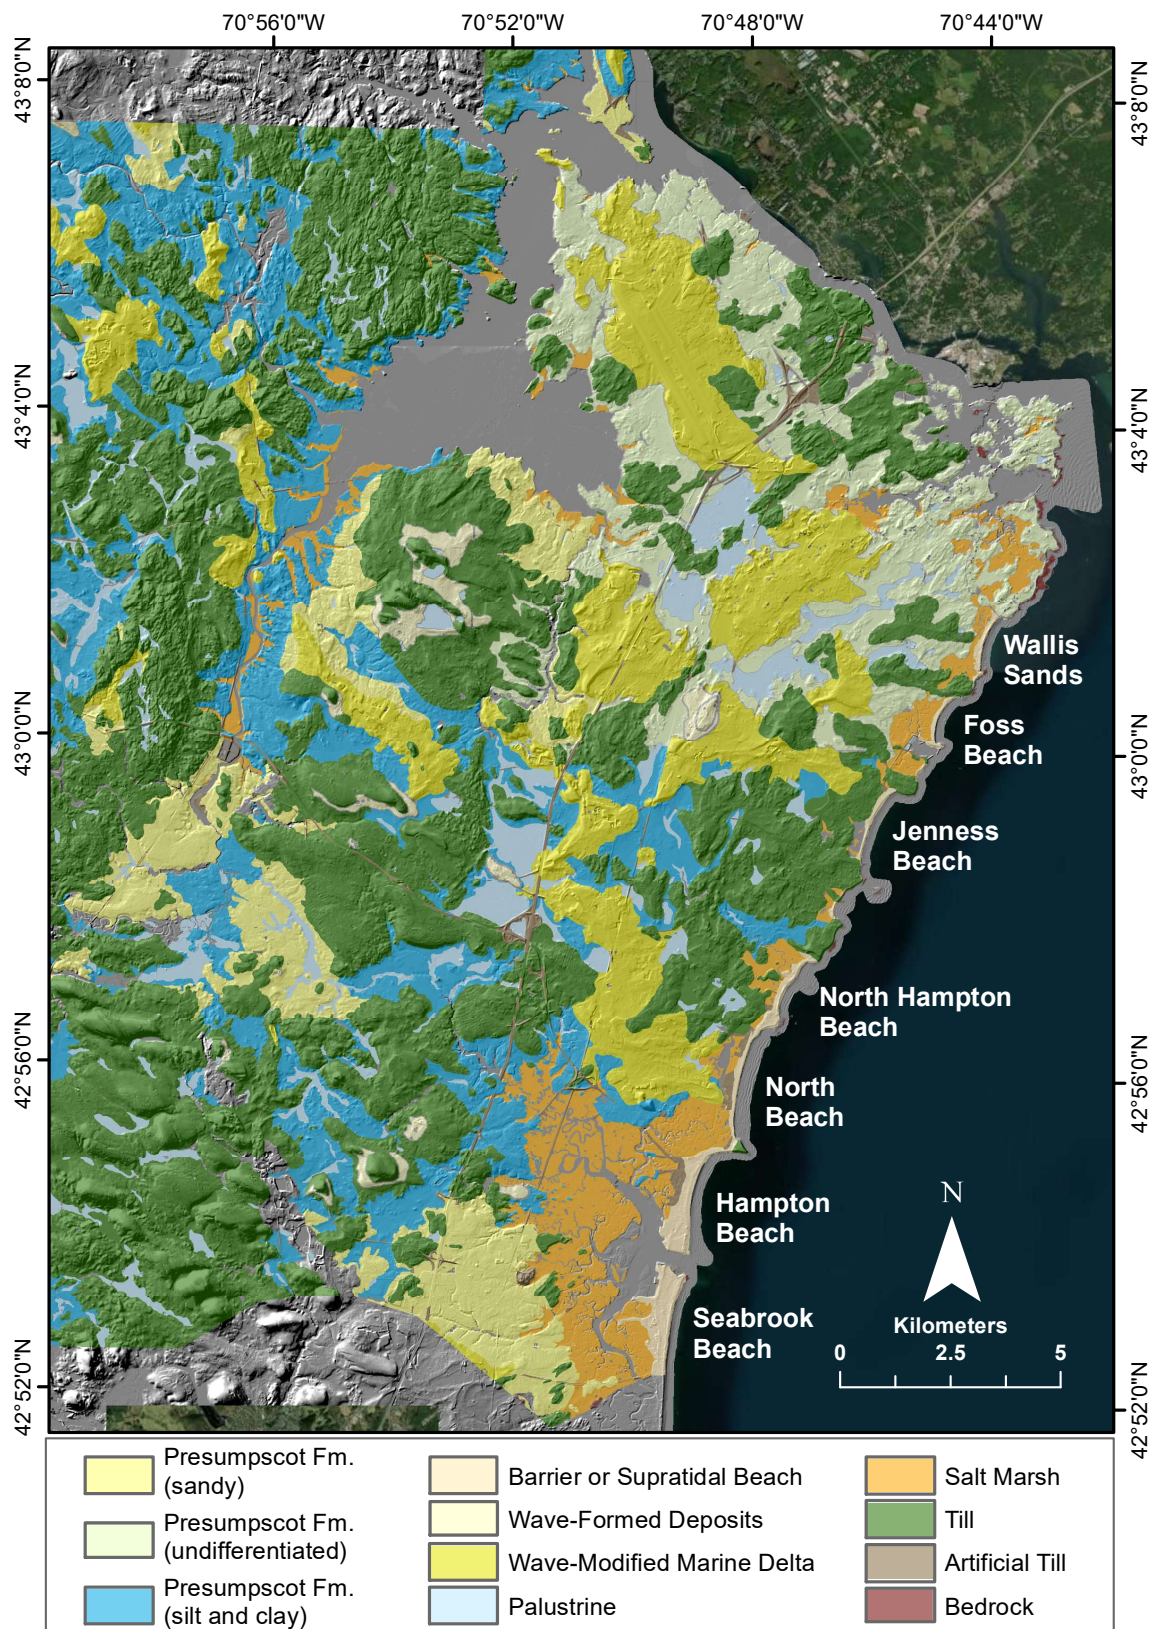 70°56'0"W
70°52'0"W
70°48'0"W
70°44'0"W
43°8'0"N
43°8'0"N
43°4'0"N
43°4'0"N
Wallis
Sands
43°0'0"N
Foss
Beach
43°0'0"N
Jenness
Beach
North Hampton
Beach
42°56'0"N
42°56'0"N
North
Beach
N
Hampton
Beach
Seabrook
Beach
Kilometers
0 2.5 5
42°52'0"N
42°52'0"N
Presumpscot Fm.
(sandy)
Presumpscot Fm.
(undifferentiated)
Presumpscot Fm.
(silt and clay)
Barrier or Supratidal Beach
Wave-Formed Deposits
Wave-Modified Marine Delta
Palustrine
Salt Marsh
Till
Artificial Till
Bedrock